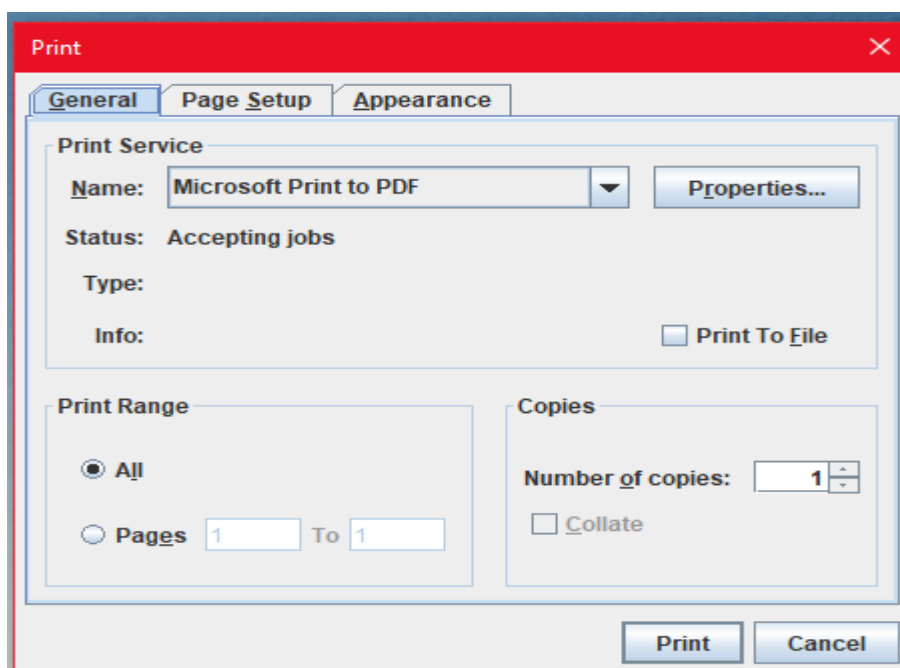 Print
General Page Setup Appearance
Print Service
Name: Microsoft Print to PDF Properties...
Status: Accepting jobs
Type:
Info: Print To File
Print Range
All
Pages 1 To 1
Copies
Number of copies: 1
Collate
Print Cancel